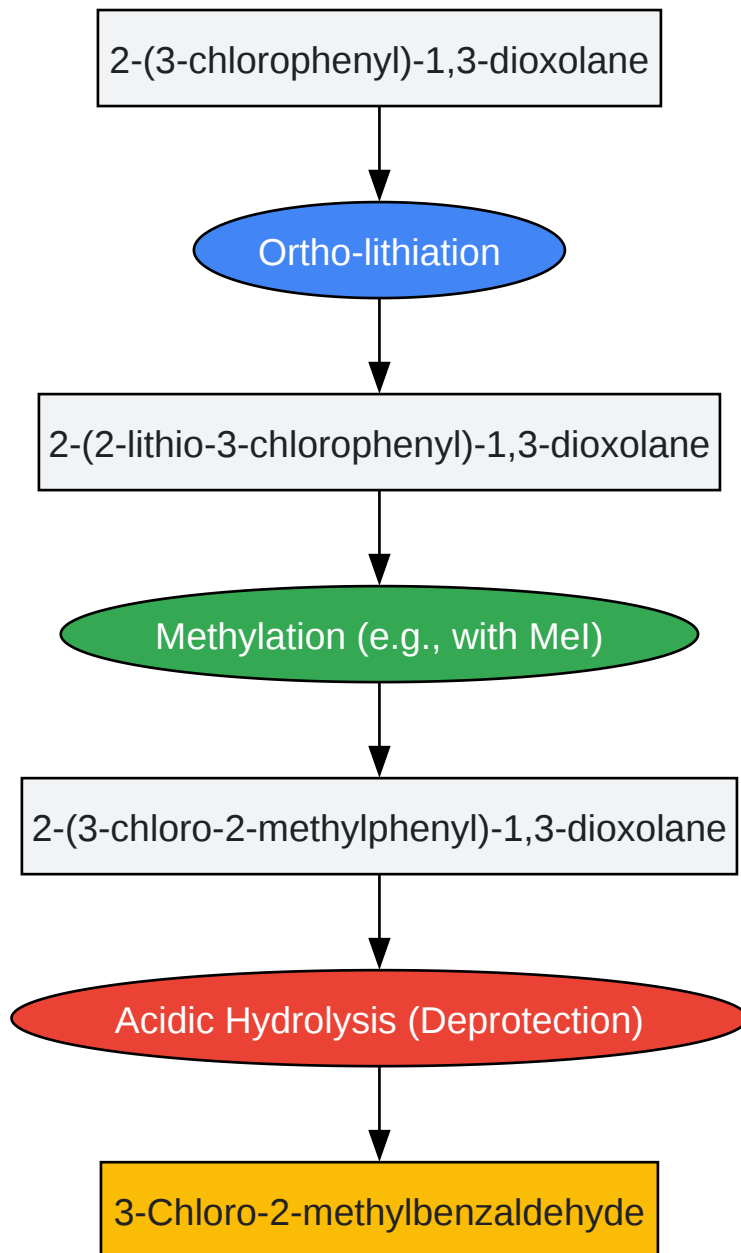 2-(3-chlorophenyl)-1,3-dioxolane
Ortho-lithiation
2-(2-lithio-3-chlorophenyl)-1,3-dioxolane
Methylation (e.g., with MeI)
2-(3-chloro-2-methylphenyl)-1,3-dioxolane
Acidic Hydrolysis (Deprotection)
3-Chloro-2-methylbenzaldehyde